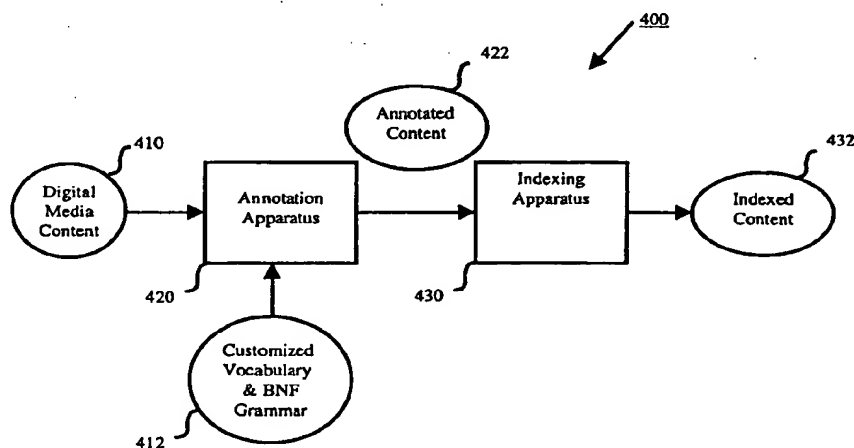 400
422
Annotated
Content
410
432
Digital
Media
Content
Annotation
Apparatus
Indexing
Apparatus
Indexed
Content
420
430
Customized
Vocabulary
& BNF
Grammar
412